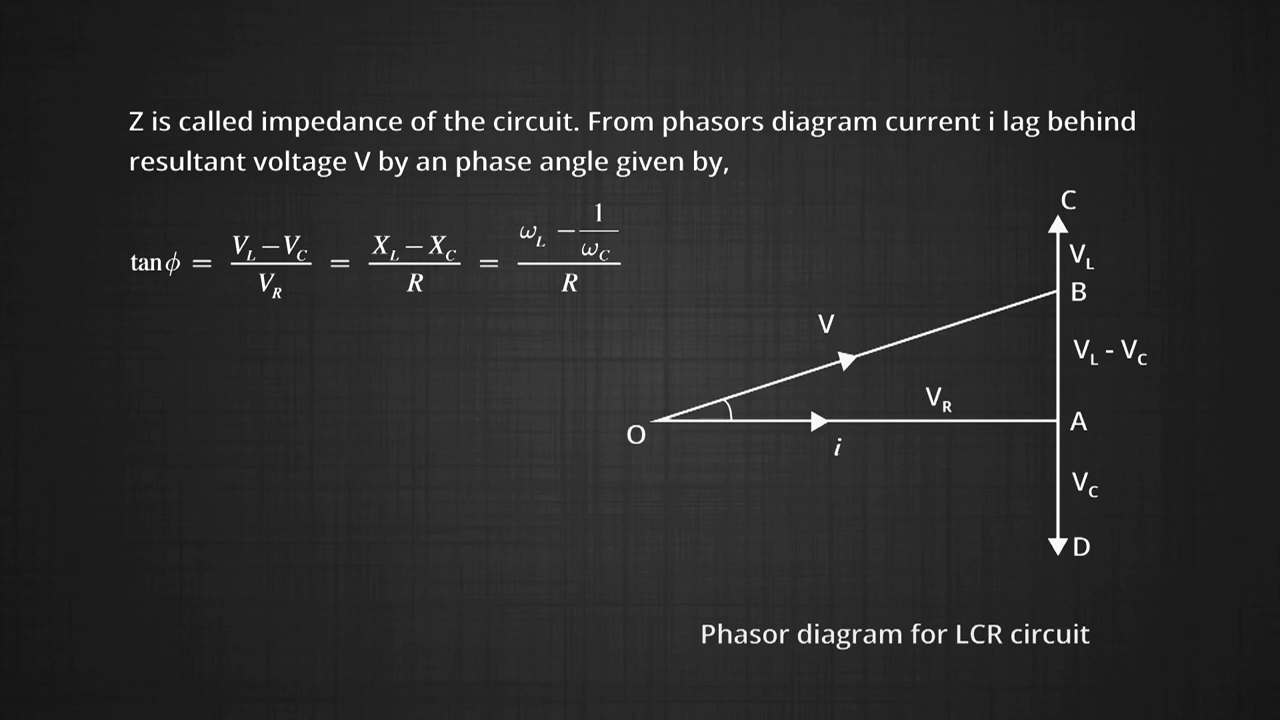 Z is called impedance of the circuit. From phasors diagram current i lag behind
resultant voltage V by an phase angle given by,
tanϕ = (V_L − V_C)/V_R = (X_L − X_C)/R = (ω_L − 1/ω_C)/R
C
V_L
B
V
V_L - V_C
V_R
A
O
i
V_C
D
Phasor diagram for LCR circuit